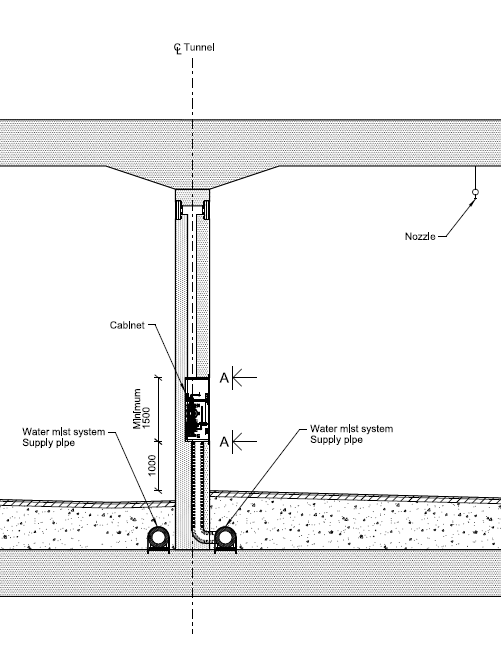 ℄ Tunnel
Nozzle
Cabinet
A
Minimum
1500
A
Water mist system
Supply pipe
Water mist system
Supply pipe
1000